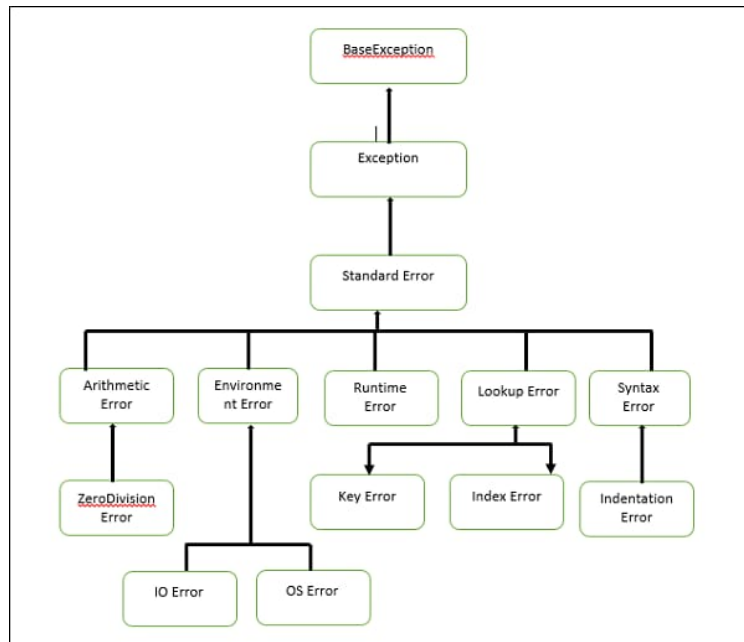 BaseException
Exception
Standard Error
Arithmetic
Error
Environme
nt Error
Runtime
Error
Lookup Error
Syntax
Error
ZeroDivision
Error
Key Error
Index Error
Indentation
Error
IO Error
OS Error